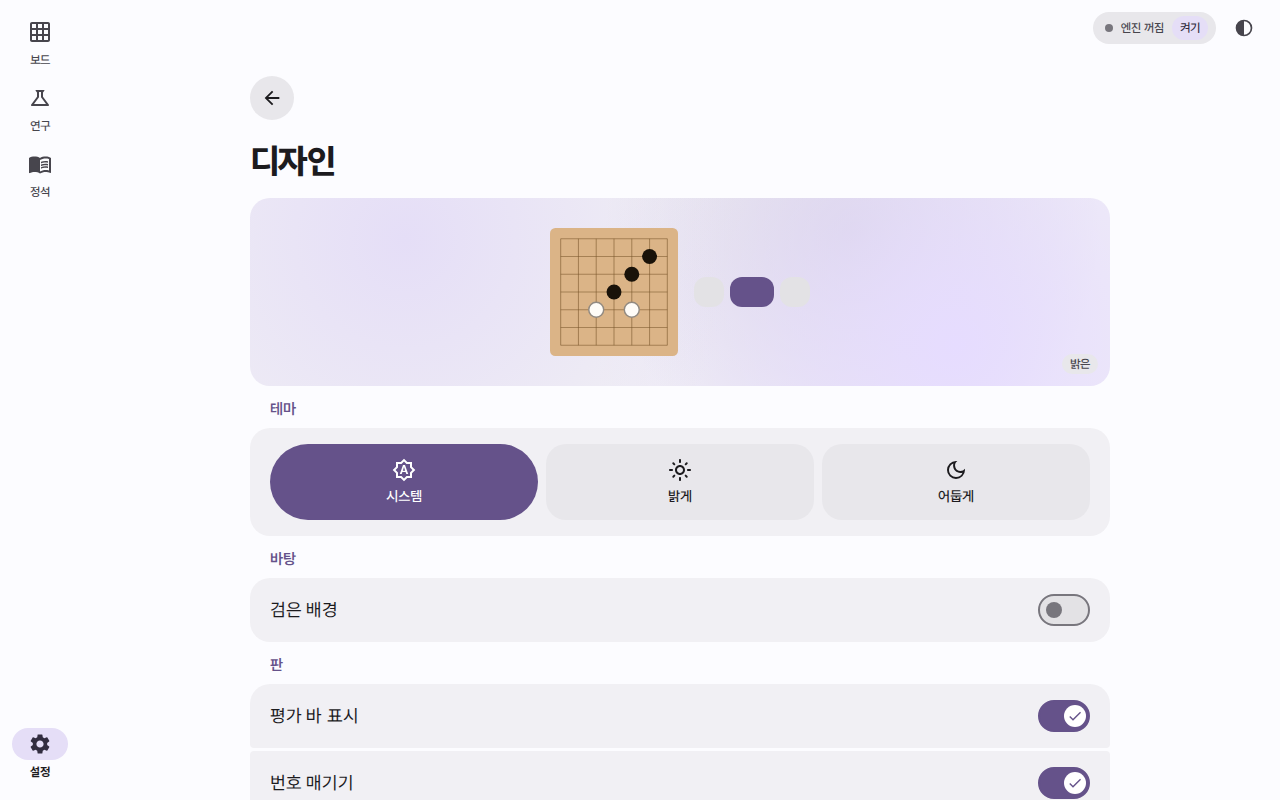 보드
연구
정석
설정
엔진 꺼짐
켜기
디자인
밝은
테마
시스템
밝게
어둡게
바탕
검은 배경
판
평가 바 표시
번호 매기기